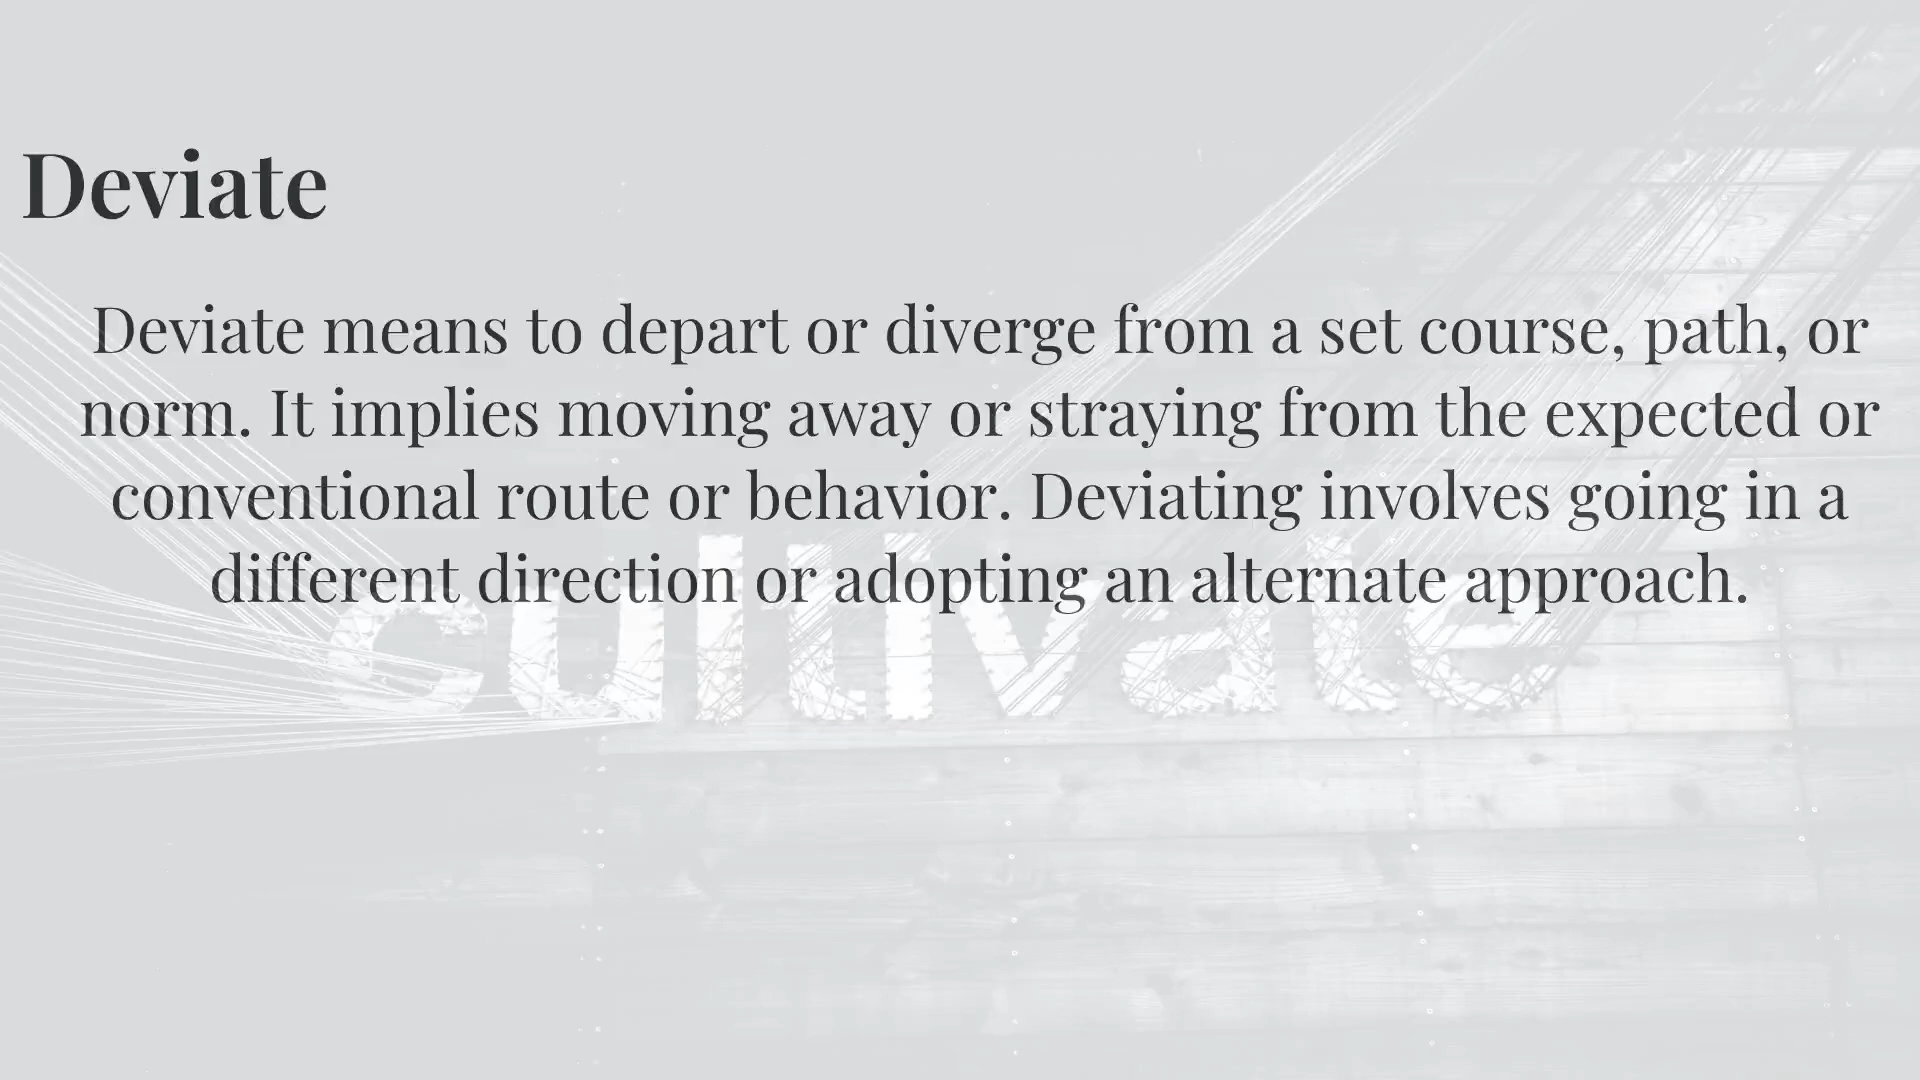 Deviate
Deviate means to depart or diverge from a set course, path, or
norm. It implies moving away or straying from the expected or
conventional route or behavior. Deviating involves going in a
different direction or adopting an alternate approach.
cultivate